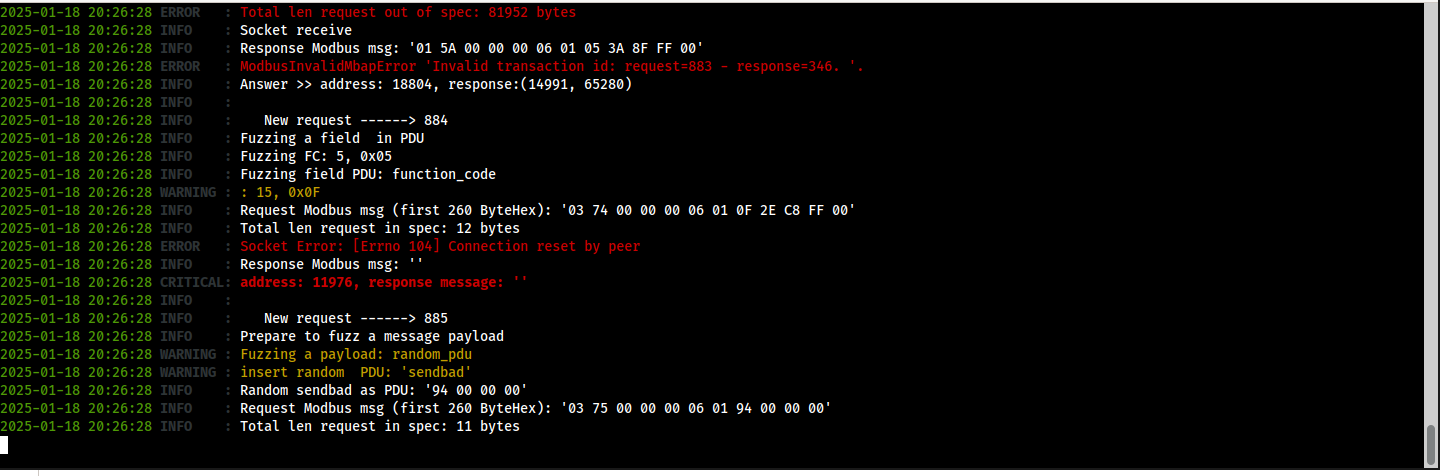 2025-01-18 20:26:28 ERROR    : Total len request out of spec: 81952 bytes
2025-01-18 20:26:28 INFO     : Socket receive
2025-01-18 20:26:28 INFO     : Response Modbus msg: '01 5A 00 00 00 06 01 05 3A 8F FF 00'
2025-01-18 20:26:28 ERROR    : ModbusInvalidMbapError 'Invalid transaction id: request=883 - response=346. '.
2025-01-18 20:26:28 INFO     : Answer >> address: 18804, response:(14991, 65280)
2025-01-18 20:26:28 INFO     :
2025-01-18 20:26:28 INFO     :    New request ------> 884
2025-01-18 20:26:28 INFO     : Fuzzing a field  in PDU
2025-01-18 20:26:28 INFO     : Fuzzing FC: 5, 0x05
2025-01-18 20:26:28 INFO     : Fuzzing field PDU: function_code
2025-01-18 20:26:28 WARNING  : : 15, 0x0F
2025-01-18 20:26:28 INFO     : Request Modbus msg (first 260 ByteHex): '03 74 00 00 00 06 01 0F 2E C8 FF 00'
2025-01-18 20:26:28 INFO     : Total len request in spec: 12 bytes
2025-01-18 20:26:28 ERROR    : Socket Error: [Errno 104] Connection reset by peer
2025-01-18 20:26:28 INFO     : Response Modbus msg: ''
2025-01-18 20:26:28 CRITICAL: address: 11976, response message: ''
2025-01-18 20:26:28 INFO     :
2025-01-18 20:26:28 INFO     :    New request ------> 885
2025-01-18 20:26:28 INFO     : Prepare to fuzz a message payload
2025-01-18 20:26:28 WARNING  : Fuzzing a payload: random_pdu
2025-01-18 20:26:28 WARNING  : insert random  PDU: 'sendbad'
2025-01-18 20:26:28 INFO     : Random sendbad as PDU: '94 00 00 00'
2025-01-18 20:26:28 INFO     : Request Modbus msg (first 260 ByteHex): '03 75 00 00 00 06 01 94 00 00 00'
2025-01-18 20:26:28 INFO     : Total len request in spec: 11 bytes